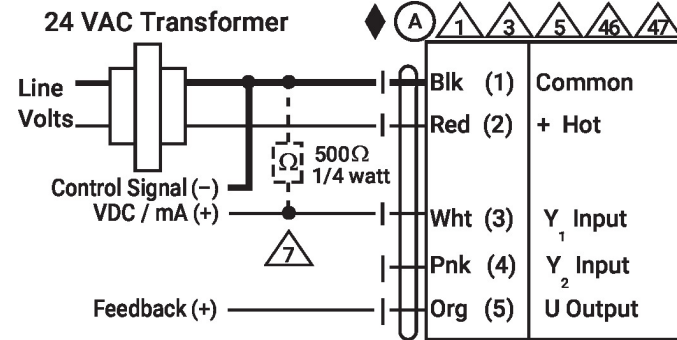 24 VAC Transformer
A 1 3 5 46 47
Line
Volts
Blk (1) Common
Red (2) + Hot
Ω 500Ω
1/4 watt
Control Signal (–)
VDC / mA (+)
Wht (3) Y1 Input
7
Pnk (4) Y2 Input
Feedback (+)
Org (5) U Output